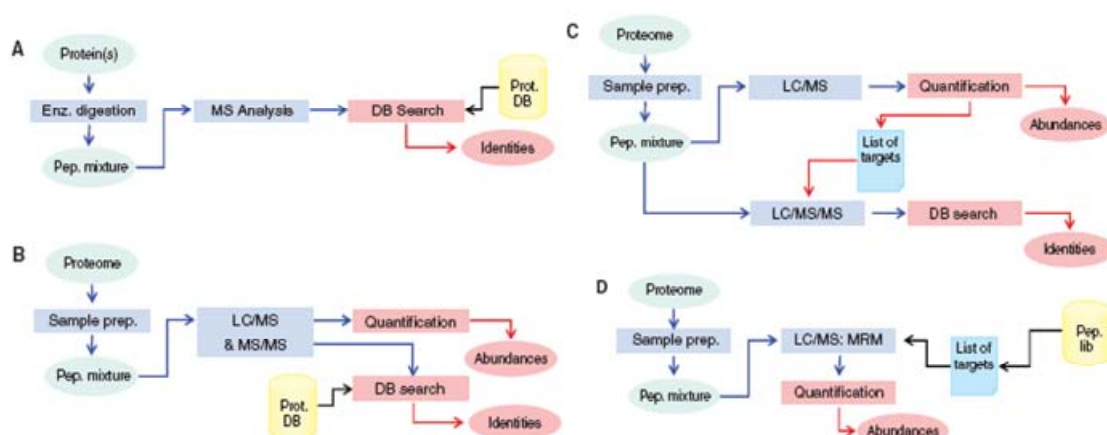 A
Protein(s)
Enz. digestion
Pep. mixture
MS Analysis
DB Search
Prot.
DB
Identities
B
Proteome
Sample prep.
Pep. mixture
LC/MS
& MS/MS
Quantification
Abundances
Prot.
DB
DB search
Identities
C
Proteome
Sample prep.
Pep. mixture
LC/MS
Quantification
Abundances
List of
targets
LC/MS/MS
DB search
Identities
D
Proteome
Sample prep.
Pep. mixture
LC/MS: MRM
Quantification
Abundances
List of
targets
Pep.
lib